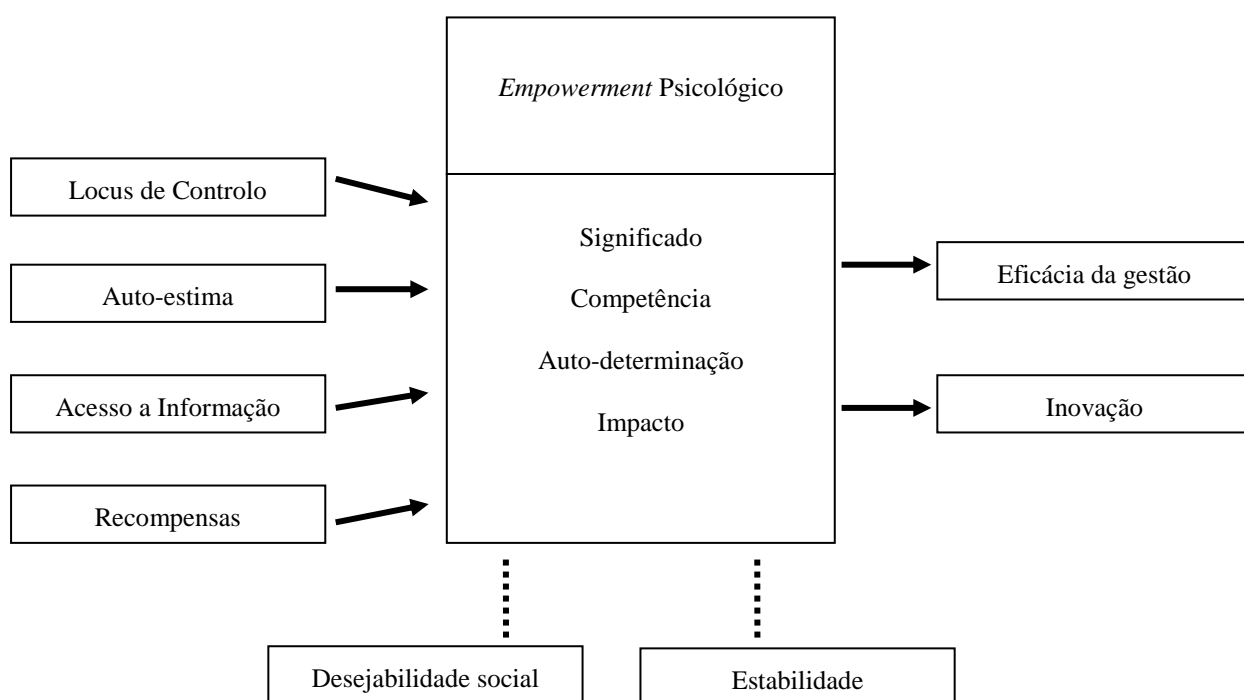 Empowerment Psicológico
Locus de Controlo
Auto-estima
Acesso a Informação
Recompensas
Significado
Competência
Auto-determinação
Impacto
Eficácia da gestão
Inovação
Desejabilidade social
Estabilidade